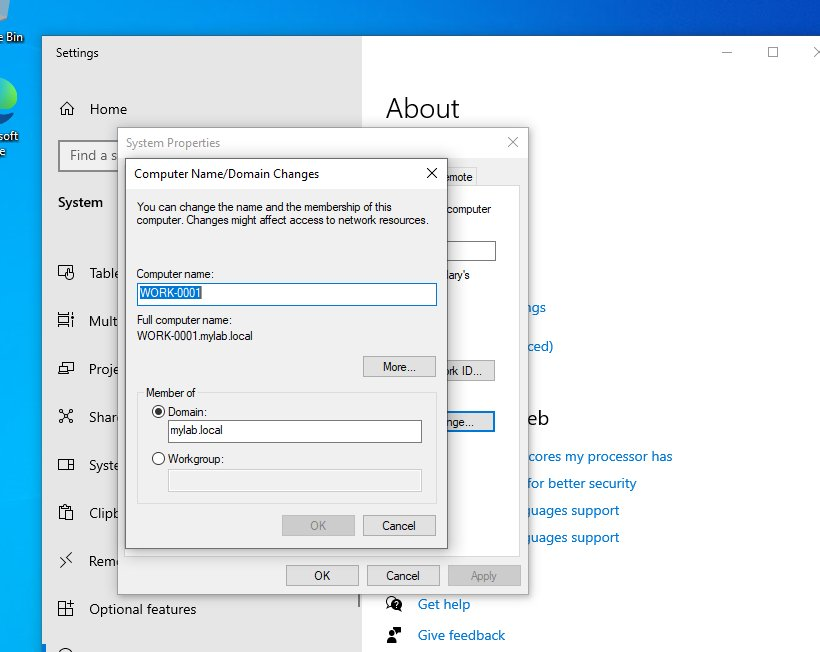 e Bin
soft
e
Settings
Home
Find a s
System
Table
Mult
Proje
Shar
Syste
Clipb
Rem
Optional features
About
System Properties
emote
computer
ary's
rk ID...
nge...
OK
Cancel
Apply
Computer Name/Domain Changes
You can change the name and the membership of this
computer. Changes might affect access to network resources.
Computer name:
WORK-0001
Full computer name:
WORK-0001.mylab.local
More...
Member of
Domain:
mylab.local
Workgroup:
OK
Cancel
ngs
ced)
eb
cores my processor has
for better security
guages support
guages support
Get help
Give feedback